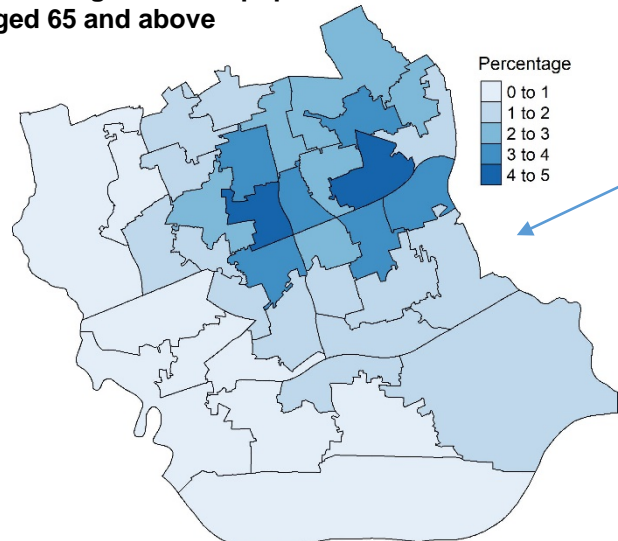 ged 65 and above
Percentage
0 to 1
1 to 2
2 to 3
3 to 4
4 to 5